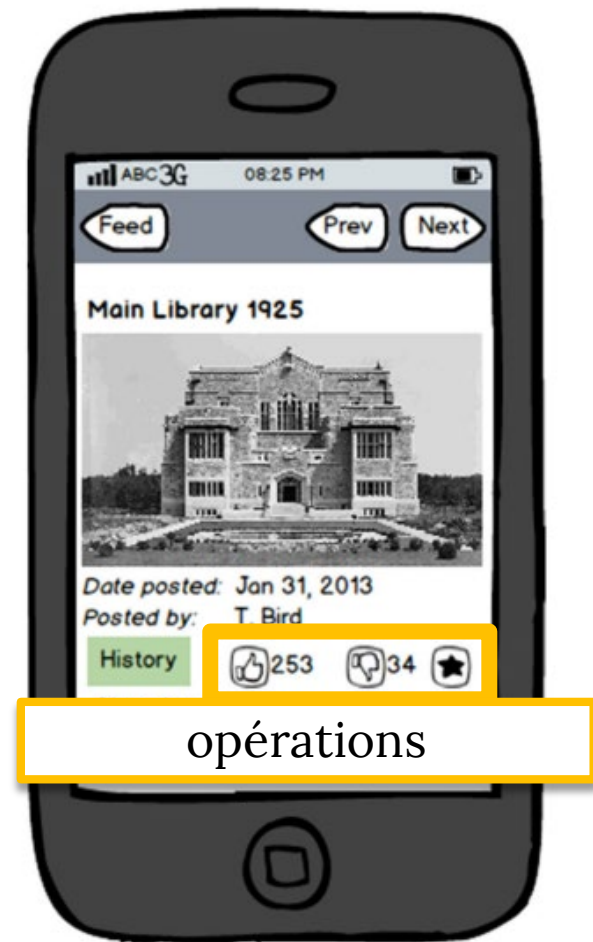 ABC 3G 08:25 PM
Feed Prev Next
Main Library 1925
Date posted: Jan 31, 2013
Posted by: T. Bird
History 253 34
opérations